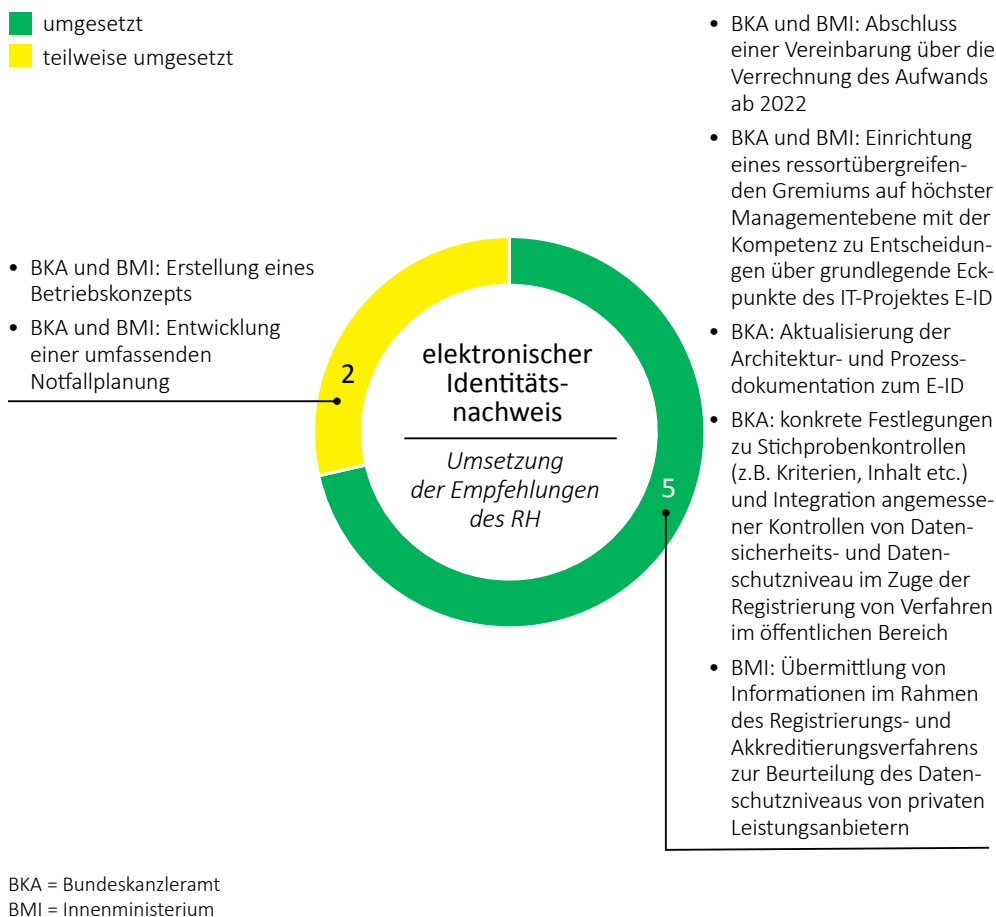 umgesetzt
teilweise umgesetzt
• BKA und BMI: Erstellung eines
Betriebskonzepts
• BKA und BMI: Entwicklung
einer umfassenden
Notfallplanung
2
elektronischer
Identitäts-
nachweis
Umsetzung
der Empfehlungen
des RH
5
• BKA und BMI: Abschluss
einer Vereinbarung über die
Verrechnung des Aufwands
ab 2022
• BKA und BMI: Einrichtung
eines ressortübergreifen-
den Gremiums auf höchster
Managementebene mit der
Kompetenz zu Entscheidun-
gen über grundlegende Eck-
punkte des IT-Projektes E-ID
• BKA: Aktualisierung der
Architektur- und Prozess-
dokumentation zum E-ID
• BKA: konkrete Festlegungen
zu Stichprobenkontrollen
(z.B. Kriterien, Inhalt etc.)
und Integration angemesse-
ner Kontrollen von Daten-
sicherheits- und Daten-
schutzniveau im Zuge der
Registrierung von Verfahren
im öffentlichen Bereich
• BMI: Übermittlung von
Informationen im Rahmen
des Registrierungs- und
Akkreditierungsverfahrens
zur Beurteilung des Daten-
schutzniveaus von privaten
Leistungsanbietern
BKA = Bundeskanzleramt
BMI = Innenministerium